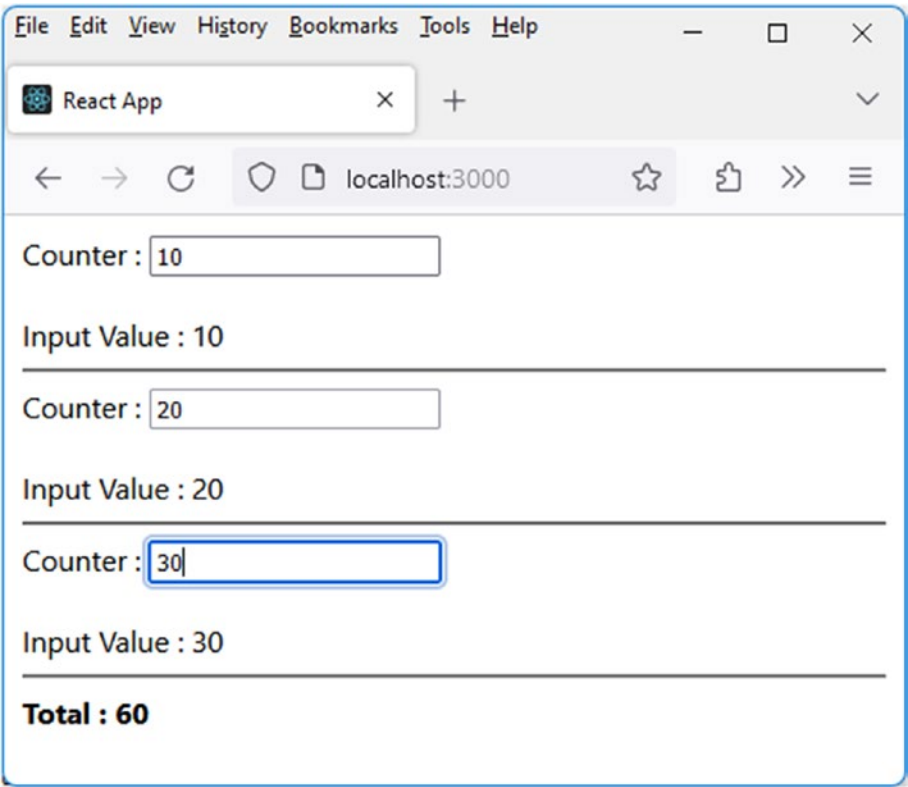 File Edit View History Bookmarks Tools Help
React App
localhost:3000
Counter : 10
Input Value : 10
Counter : 20
Input Value : 20
Counter : 30
Input Value : 30
Total : 60